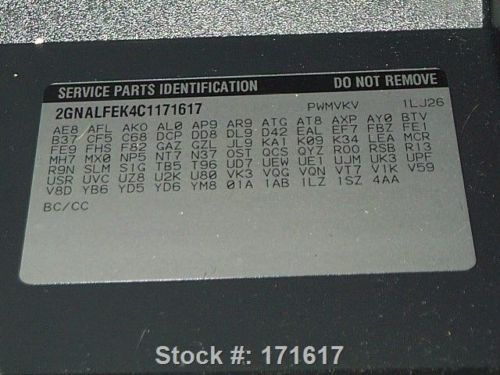 SERVICE PARTS IDENTIFICATION DO NOT REMOVE
2GNALFEK4C1171617 PWMVKV 1LJ26
AE8 AFL AKO AL0 AP9 AR9 ATG AT8 AXP AY0 BTV
B37 CF5 C68 DCP DD8 DL9 D42 EAL EF7 FBZ FE1
FE9 FHS F82 GAZ GZL JL9 KA1 K09 K34 LEA MCR
MH7 MX0 NP5 NT7 N37 OST QCS QYZ ROO RSB R13
R9N SLM S1G TB5 T96 UD7 UEW UE1 UJM UK3 UPF
USR UVC UZ8 U2K U80 VK3 VQG VQN VT7 V1K V59
V8D YB6 YD5 YD6 YM8 01A 1AB 1LZ 1SZ 4AA
BC/CC
Stock #: 171617